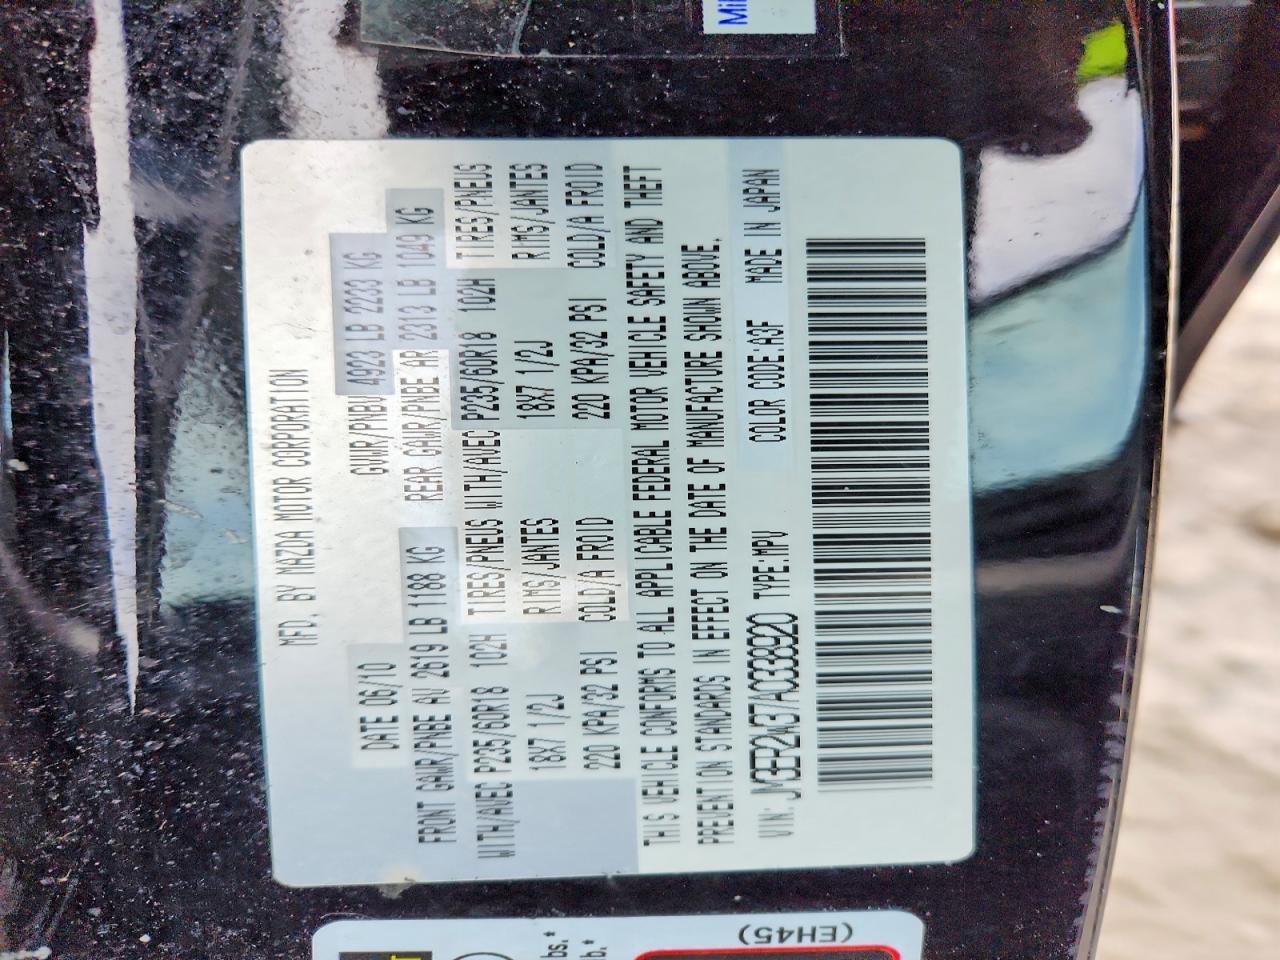 MFD. BY MAZDA MOTOR CORPORATION
DATE 06/10 GVWR/PNBV 4923 LB 2233 KG
FRONT GAWR/PNBE AV 2619 LB 1188 KG REAR GAWR/PNBE AR 2313 LB 1049 KG
WITH/AVEC P235/60R18 102H TIRES/PNEUS WITH/AVEC P235/60R18 102H TIRES/PNEUS
18X7 1/2J RIMS/JANTES 18X7 1/2J RIMS/JANTES
220 KPA/32 PSI COLD/A FROID 220 KPA/32 PSI COLD/A FROID
THIS VEHICLE CONFORMS TO ALL APPLICABLE FEDERAL MOTOR VEHICLE SAFETY AND THEFT
PREVENTION STANDARDS IN EFFECT ON THE DATE OF MANUFACTURE SHOWN ABOVE.
VIN: JM3ER2W37A0338920 TYPE:MPV COLOR CODE:A3F MADE IN JAPAN
(EH45)
bs.*
b.*
Mi